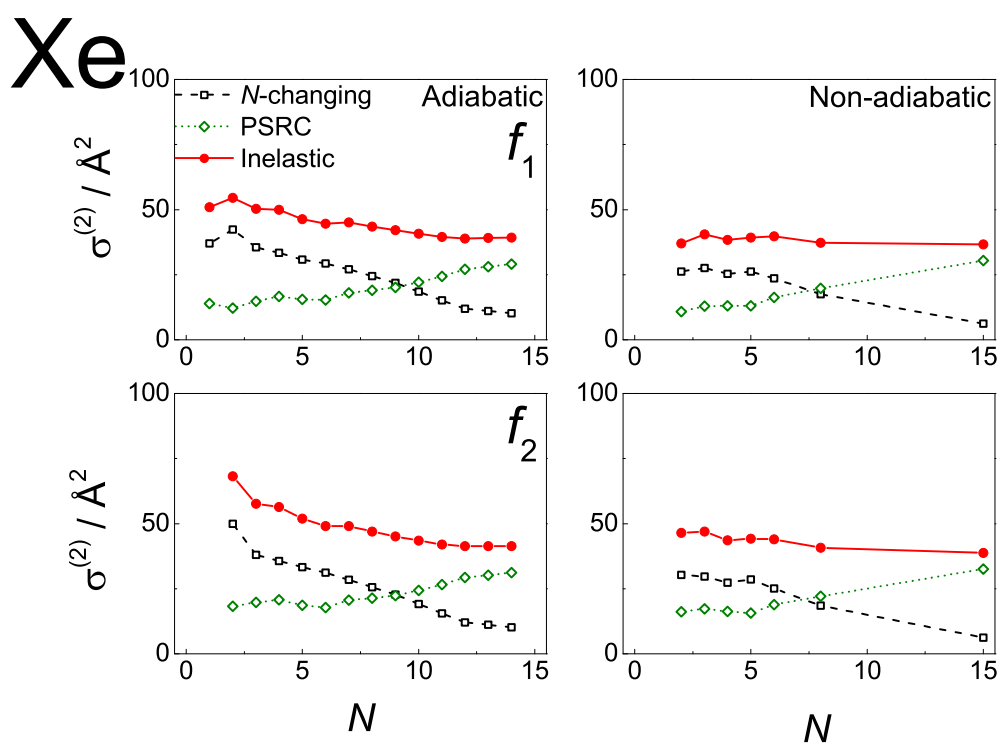 Xe
100
50
0
σ(2) / Å2
N-changing
PSRC
Inelastic
Adiabatic
f1
0 5 10 15
100
50
0
Non-adiabatic
0 5 10 15
100
50
0
σ(2) / Å2
f2
0 5 10 15
N
100
50
0
0 5 10 15
N